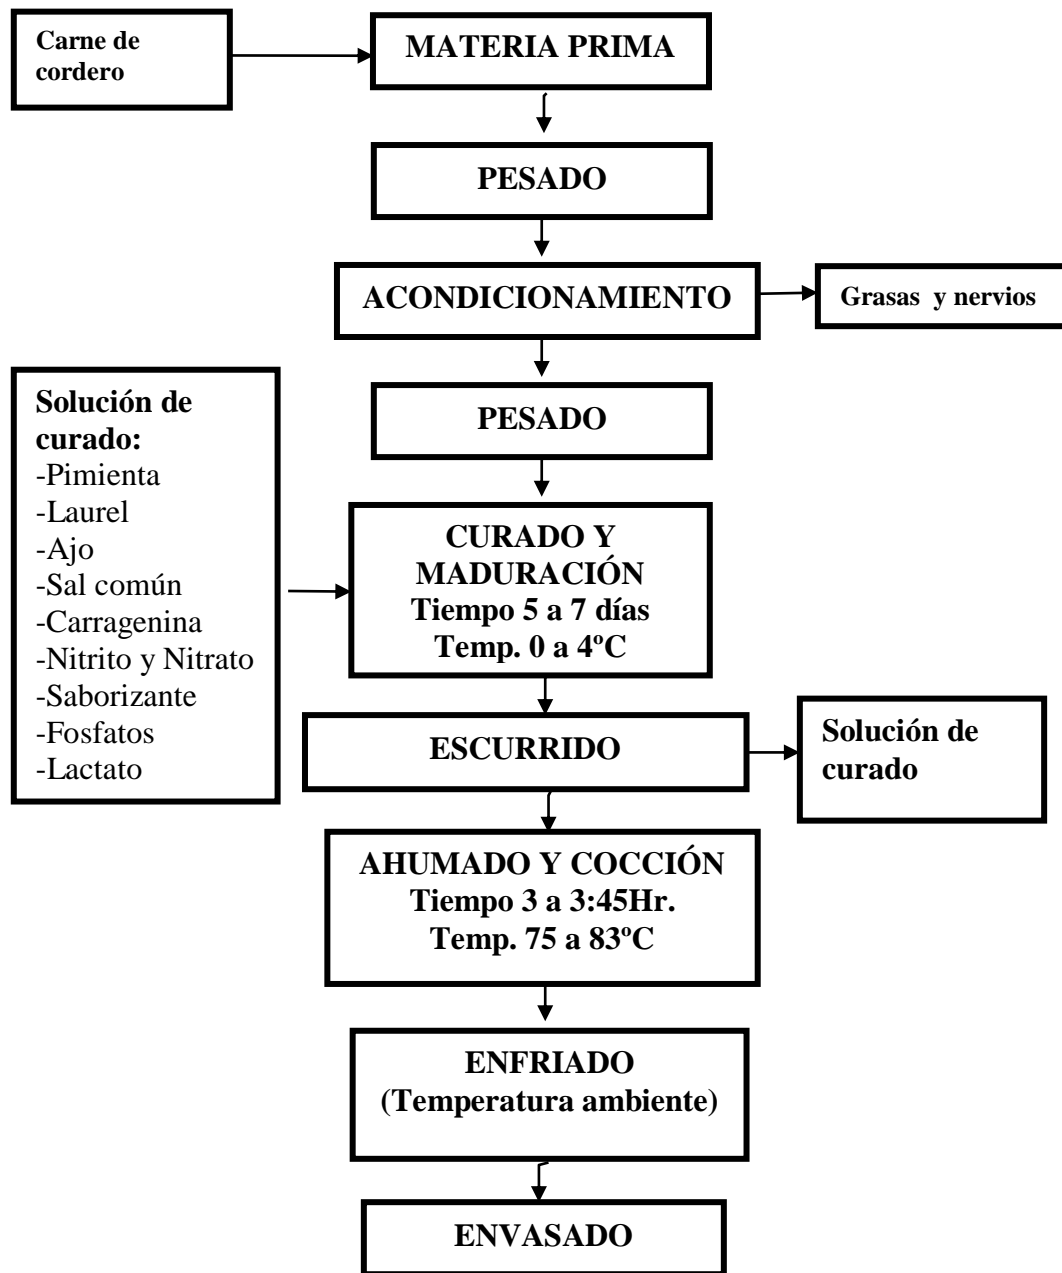 Carne de
cordero
MATERIA PRIMA
PESADO
ACONDICIONAMIENTO
Grasas y nervios
PESADO
Solución de
curado:
-Pimienta
-Laurel
-Ajo
-Sal común
-Carragenina
-Nitrito y Nitrato
-Saborizante
-Fosfatos
-Lactato
CURADO Y
MADURACIÓN
Tiempo 5 a 7 días
Temp. 0 a 4ºC
ESCURRIDO
Solución de
curado
AHUMADO Y COCCIÓN
Tiempo 3 a 3:45Hr.
Temp. 75 a 83ºC
ENFRIADO
(Temperatura ambiente)
ENVASADO